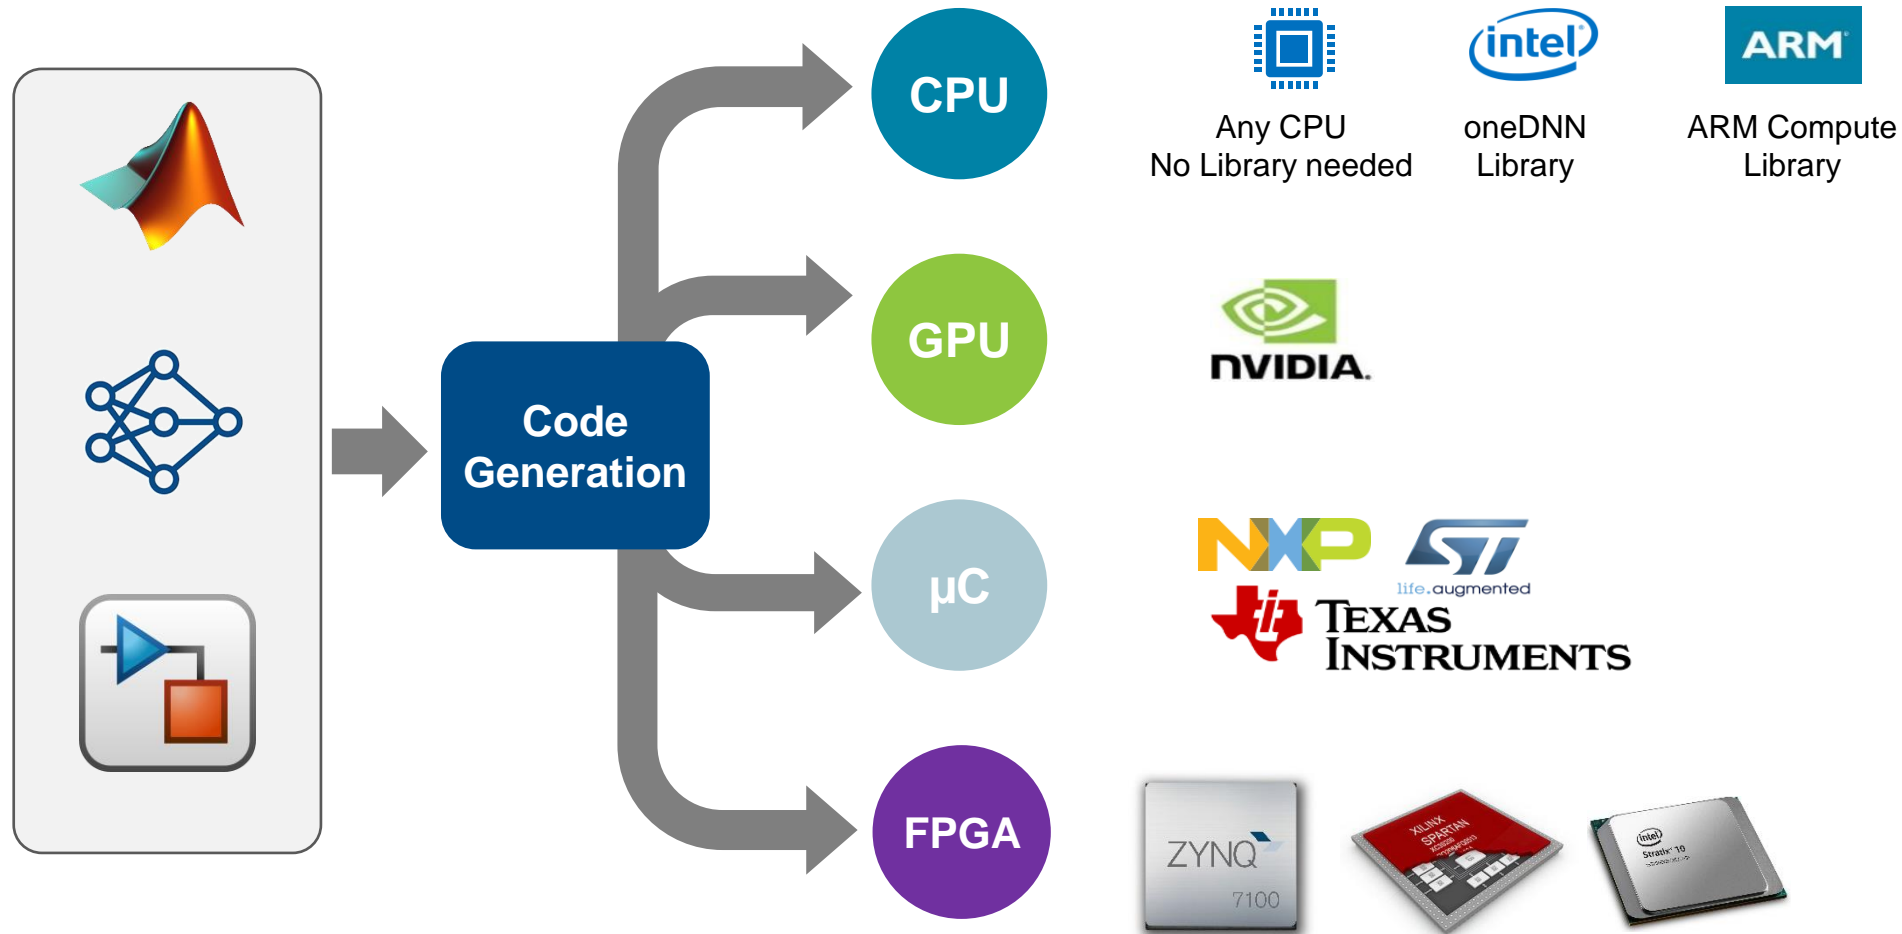 CPU
intel
ARM
Any CPU
No Library needed
oneDNN
Library
ARM Compute
Library
GPU
NVIDIA.
Code
Generation
µC
NXP
ST
life.augmented
TEXAS
INSTRUMENTS
FPGA
ZYNQ
7100
XILINX
SPARTAN
intel
Stratix 10